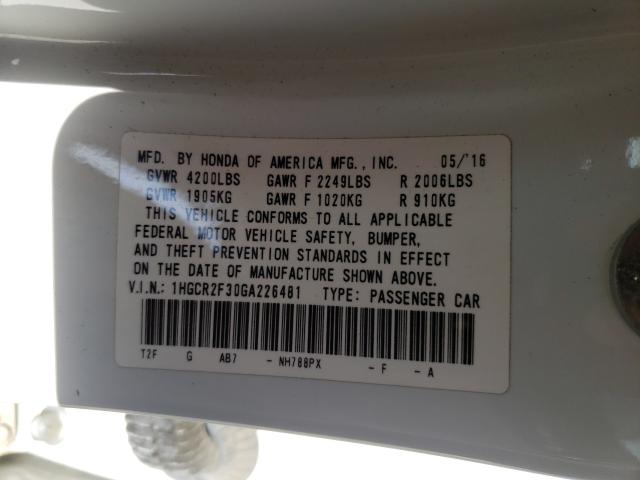 MFD. BY HONDA OF AMERICA MFG., INC. 05/'16
GVWR 4200LBS GAWR F 2249LBS R 2006LBS
GVWR 1905KG GAWR F 1020KG R 910KG
THIS VEHICLE CONFORMS TO ALL APPLICABLE
FEDERAL MOTOR VEHICLE SAFETY, BUMPER,
AND THEFT PREVENTION STANDARDS IN EFFECT
ON THE DATE OF MANUFACTURE SHOWN ABOVE.
V.I.N.: 1HGCR2F30GA226481 TYPE: PASSENGER CAR
T2F G AB7 - NH788PX - F - A